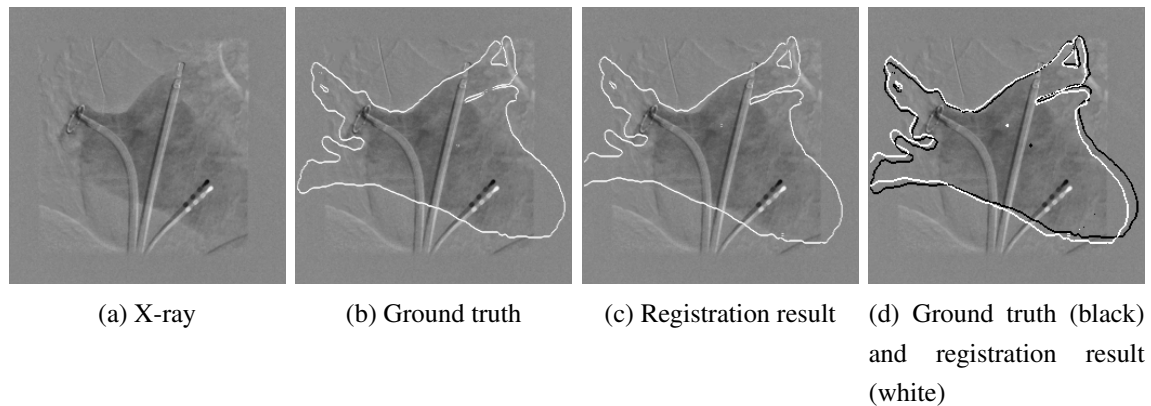 (a) X-ray
(b) Ground truth
(c) Registration result
(d) Ground truth (black)
and registration result
(white)